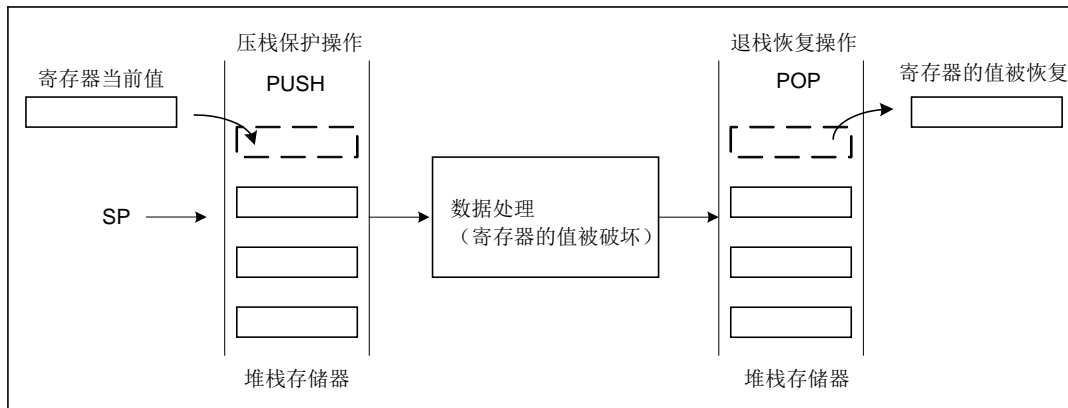 压栈保护操作
退栈恢复操作
寄存器当前值
PUSH
POP
寄存器的值被恢复
SP
数据处理
（寄存器的值被破坏）
堆栈存储器
堆栈存储器